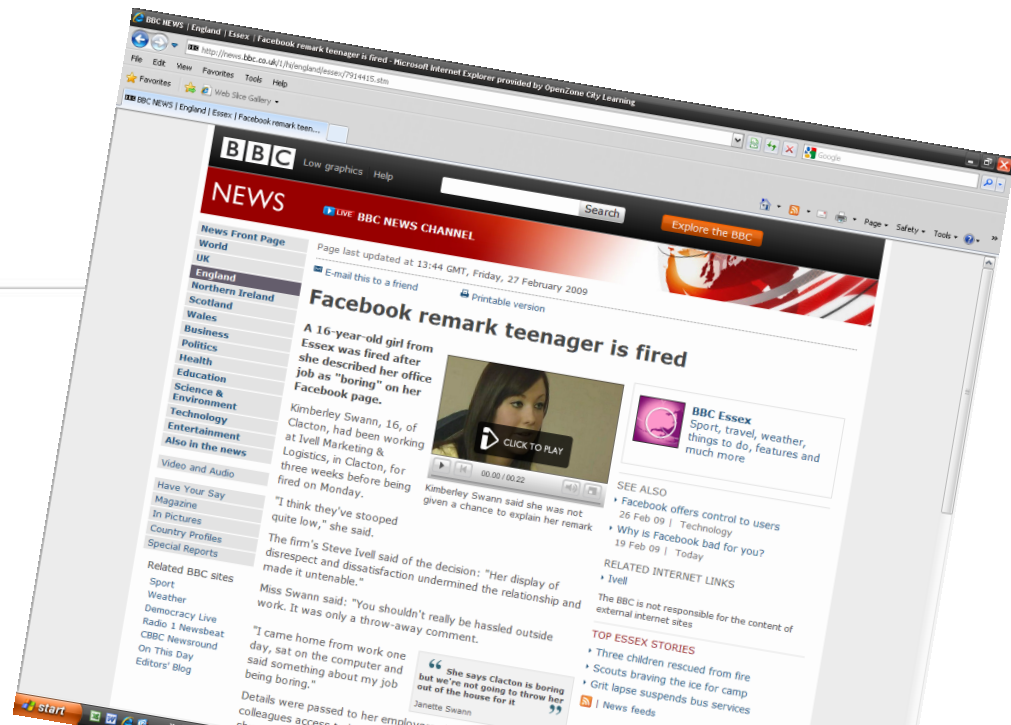 BBC NEWS | England | Essex | Facebook remark teenager is fired - Microsoft Internet Explorer provided by OpenZone City Learning
http://news.bbc.co.uk/1/hi/england/essex/7914415.stm
Google
File Edit View Favorites Tools Help
Favorites Web Slice Gallery
BBC NEWS | England | Essex | Facebook remark teen...
Page Safety Tools
BBC Low graphics Help
Search
Explore the BBC
NEWS
LIVE BBC NEWS CHANNEL
News Front Page
World
UK
England
Northern Ireland
Scotland
Wales
Business
Politics
Health
Education
Science &
Environment
Technology
Entertainment
Also in the news
Video and Audio
Have Your Say
Magazine
In Pictures
Country Profiles
Special Reports
Related BBC sites
Sport
Weather
Democracy Live
Radio 1 Newsbeat
CBBC Newsround
On This Day
Editors' Blog
Page last updated at 13:44 GMT, Friday, 27 February 2009
E-mail this to a friend
Printable version
Facebook remark teenager is fired
A 16-year-old girl from
Essex was fired after
she described her office
job as "boring" on her
Facebook page.
Kimberley Swann, 16, of
Clacton, had been working
at Ivell Marketing &
Logistics, in Clacton, for
three weeks before being
fired on Monday.
"I think they've stooped
quite low," she said.
CLICK TO PLAY
00.00 / 00.22
Kimberley Swann said she was not
given a chance to explain her remark
The firm's Steve Ivell said of the decision: "Her display of
disrespect and dissatisfaction undermined the relationship and
made it untenable."
Miss Swann said: "You shouldn't really be hassled outside
work. It was only a throw-away comment.
"I came home from work one
day, sat on the computer and
said something about my job
being boring."
“ She says Clacton is boring
but we're not going to throw her
out of the house for it ”
Janette Swann
Details were passed to her
colleagues
BBC Essex
Sport, travel, weather,
things to do, features and
much more
SEE ALSO
Facebook offers control to users
26 Feb 09 | Technology
Why is Facebook bad for you?
19 Feb 09 | Today
RELATED INTERNET LINKS
Ivell
The BBC is not responsible for the content of
external internet sites
TOP ESSEX STORIES
Three children rescued from fire
Scouts braving the ice for camp
Grit lapse suspends bus services
| News feeds
start